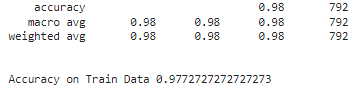 accuracy 0.98 792
macro avg 0.98 0.98 0.98 792
weighted avg 0.98 0.98 0.98 792
Accuracy on Train Data 0.9772727272727273